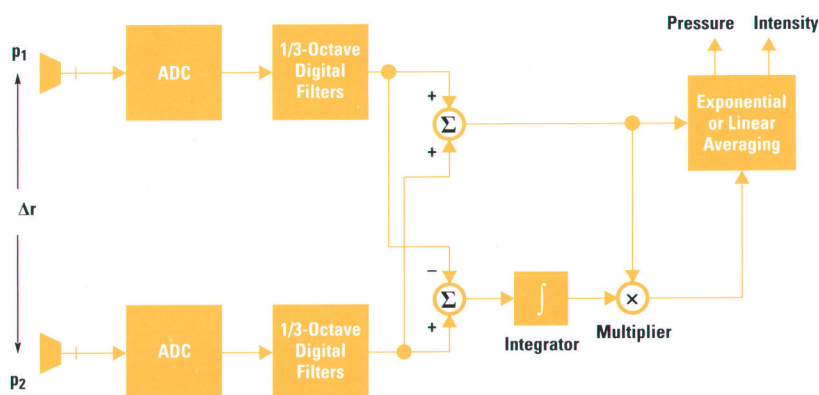 Pressure Intensity
p1
ADC
1/3-Octave
Digital
Filters
+
Σ
+
Exponential
or Linear
Averaging
Δr
−
Σ
+
∫
Integrator
×
Multiplier
p2
ADC
1/3-Octave
Digital
Filters